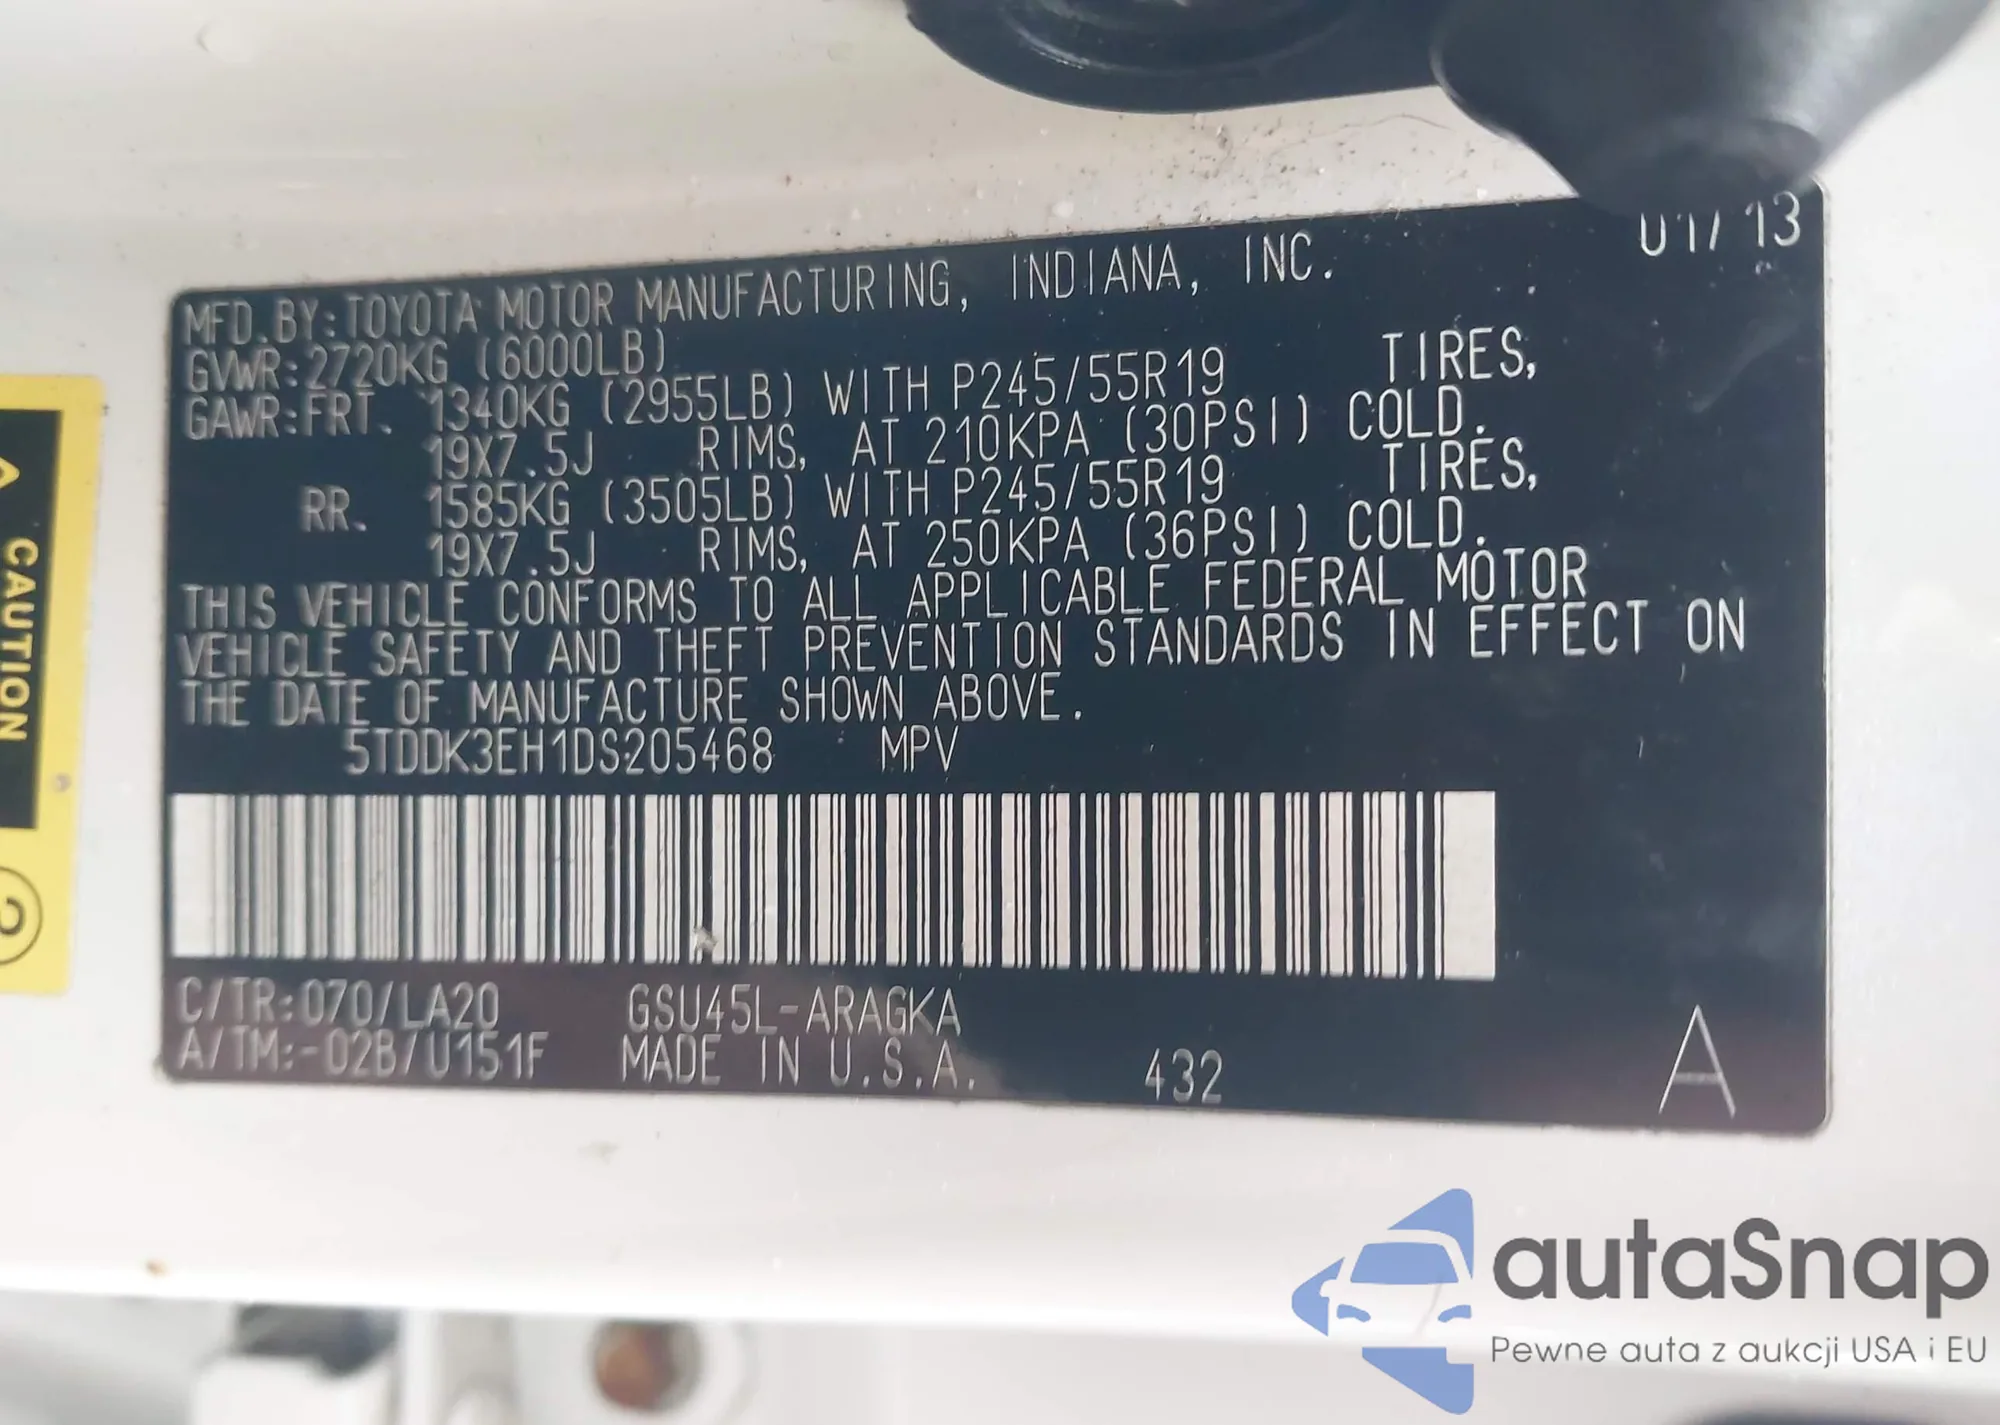 01/13
MFD.BY:TOYOTA MOTOR MANUFACTURING, INDIANA, INC.
GVWR:2720KG (6000LB)
GAWR:FRT. 1340KG (2955LB) WITH P245/55R19 TIRES,
19X7.5J RIMS, AT 210KPA (30PSI) COLD.
RR. 1585KG (3505LB) WITH P245/55R19 TIRES,
19X7.5J RIMS, AT 250KPA (36PSI) COLD.
THIS VEHICLE CONFORMS TO ALL APPLICABLE FEDERAL MOTOR
VEHICLE SAFETY AND THEFT PREVENTION STANDARDS IN EFFECT ON
THE DATE OF MANUFACTURE SHOWN ABOVE.
5TDDK3EH1DS205468 MPV
C/TR:070/LA20 GSU45L-ARAGKA
A/TM:-02B/U151F MADE IN U.S.A. 432
A
CAUTION
2
autaSnap
Pewne auta z aukcji USA i EU